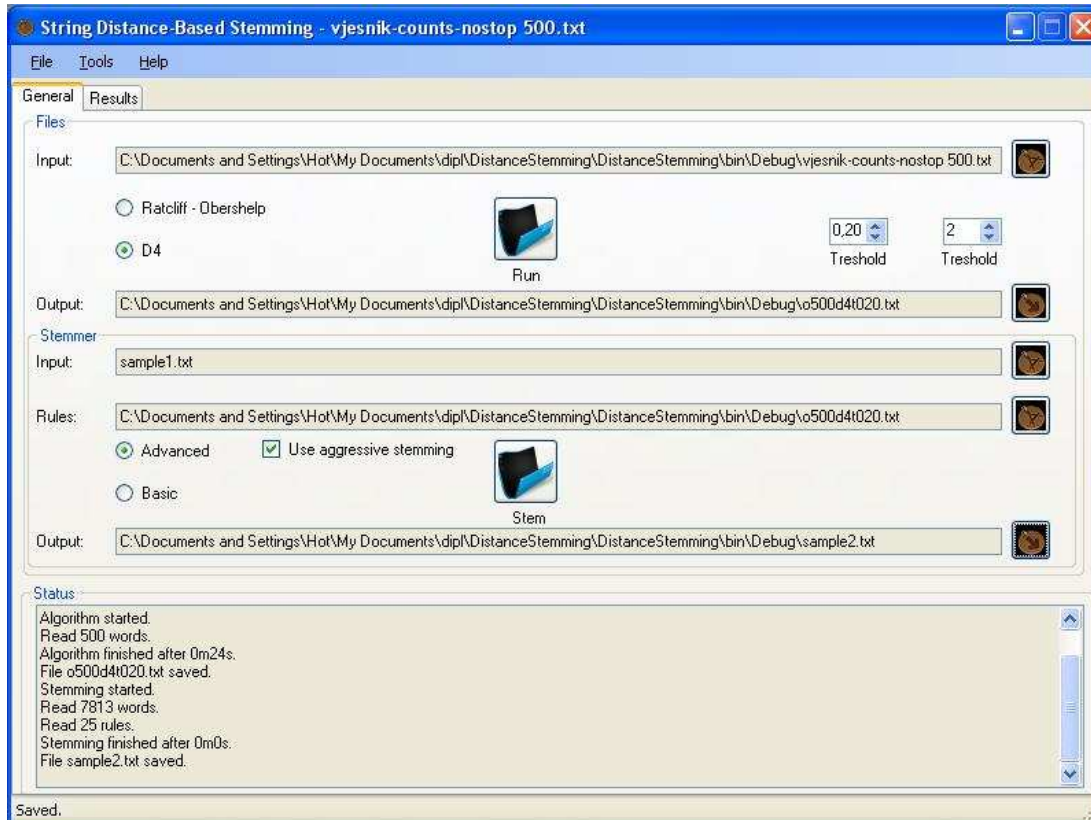 String Distance-Based Stemming - vjesnik-counts-nostop 500.txt
File Tools Help
General Results
Files
Input: C:\Documents and Settings\Hot\My Documents\dipl\DistanceStemming\DistanceStemming\bin\Debug\vjesnik-counts-nostop 500.txt
Ratcliff - Obershelp
D4
Run
0,20 2
Treshold Treshold
Output: C:\Documents and Settings\Hot\My Documents\dipl\DistanceStemming\DistanceStemming\bin\Debug\o500d4t020.txt
Stemmer
Input: sample1.txt
Rules: C:\Documents and Settings\Hot\My Documents\dipl\DistanceStemming\DistanceStemming\bin\Debug\o500d4t020.txt
Advanced Use aggressive stemming
Basic
Stem
Output: C:\Documents and Settings\Hot\My Documents\dipl\DistanceStemming\DistanceStemming\bin\Debug\sample2.txt
Status
Algorithm started.
Read 500 words.
Algorithm finished after 0m24s.
File o500d4t020.txt saved.
Stemming started.
Read 7813 words.
Read 25 rules.
Stemming finished after 0m0s.
File sample2.txt saved.
Saved.